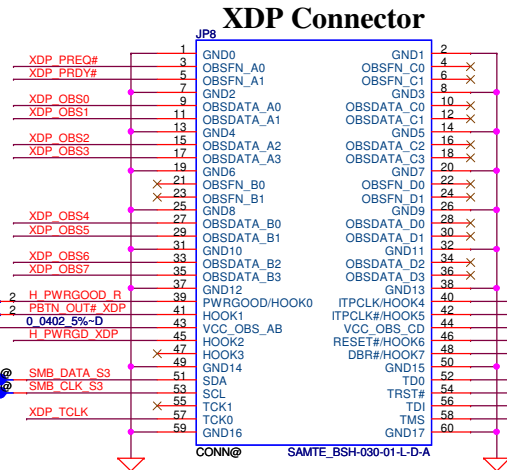 XDP Connector
JP8
1 GND0 GND1 2
XDP_PREQ# 3 OBSFN_A0 OBSFN_C0 4
XDP_PRDY# 5 OBSFN_A1 OBSFN_C1 6
7 GND2 GND3 8
XDP_OBS0 9 OBSDATA_A0 OBSDATA_C0 10
XDP_OBS1 11 OBSDATA_A1 OBSDATA_C1 12
13 GND4 GND5 14
XDP_OBS2 15 OBSDATA_A2 OBSDATA_C2 16
XDP_OBS3 17 OBSDATA_A3 OBSDATA_C3 18
19 GND6 GND7 20
21 OBSFN_B0 OBSFN_D0 22
23 OBSFN_B1 OBSFN_D1 24
25 GND8 GND9 26
XDP_OBS4 27 OBSDATA_B0 OBSDATA_D0 28
XDP_OBS5 29 OBSDATA_B1 OBSDATA_D1 30
31 GND10 GND11 32
XDP_OBS6 33 OBSDATA_B2 OBSDATA_D2 34
XDP_OBS7 35 OBSDATA_B3 OBSDATA_D3 36
37 GND12 GND13 38
2 H_PWRGOOD_R 39 PWRGOOD/HOOK0 ITPCLK/HOOK4 40
2 PBTN_OUT#_XDP 41 HOOK1 ITPCLK#/HOOK5 42
0_0402_5%~D 43 VCC_OBS_AB VCC_OBS_CD 44
H_PWRGD_XDP 45 HOOK2 RESET#/HOOK6 46
47 HOOK3 DBR#/HOOK7 48
49 GND14 GND15 50
@ SMB_DATA_S3 51 SDA TD0 52
@ SMB_CLK_S3 53 SCL TRST# 54
55 TCK1 TDI 56
XDP_TCLK 57 TCK0 TMS 58
59 GND16 GND17 60
CONN@ SAMTE_BSH-030-01-L-D-A